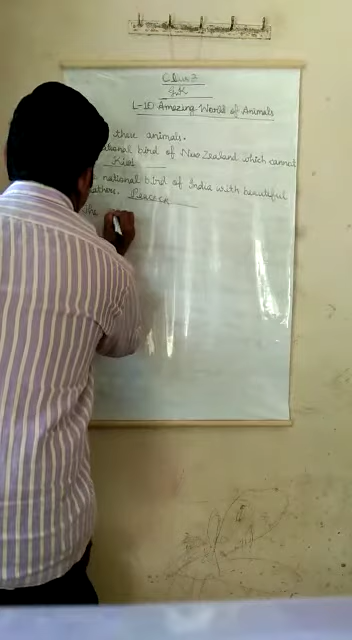 Class 3
G.K
L-10 Amazing World of Animals
these animals.
national bird of New Zealand which cannot
Kiwi
national bird of India with beautiful
feathers. Peacock
The